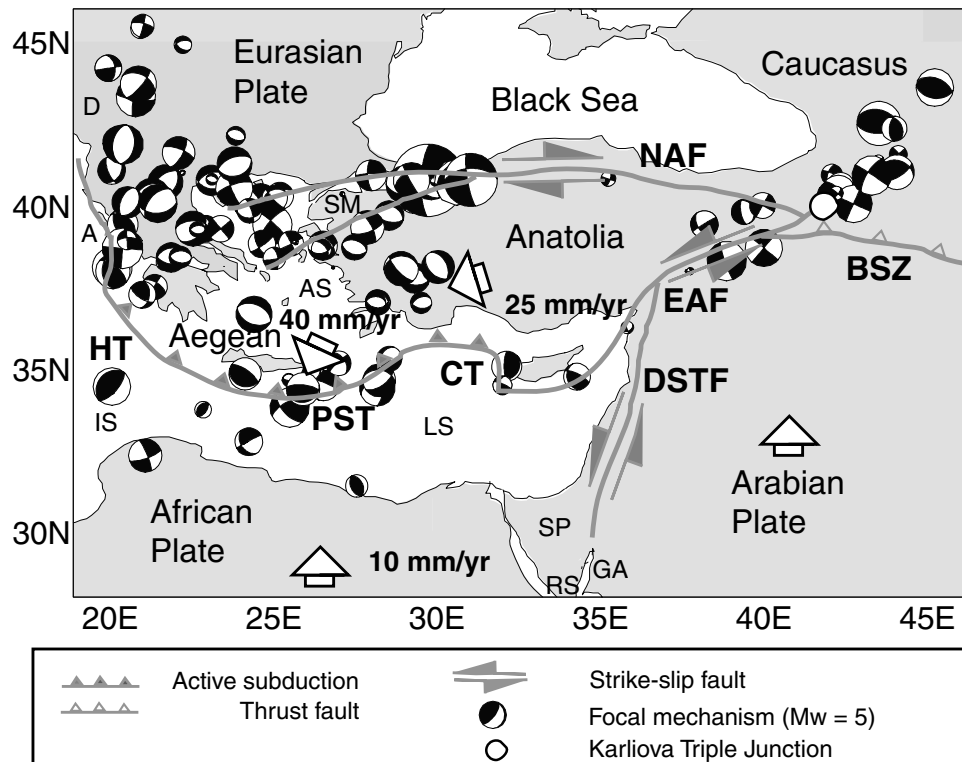 45N
40N
35N
30N
Eurasian
Plate
Caucasus
Black Sea
D
NAF
SM
A
Anatolia
BSZ
AS
EAF
25 mm/yr
40 mm/yr
Aegean
HT
CT
DSTF
PST
IS
LS
Arabian
Plate
African
Plate
SP
10 mm/yr
GA
RS
20E 25E 30E 35E 40E 45E
Active subduction
Thrust fault
Strike-slip fault
Focal mechanism (Mw = 5)
Karliova Triple Junction